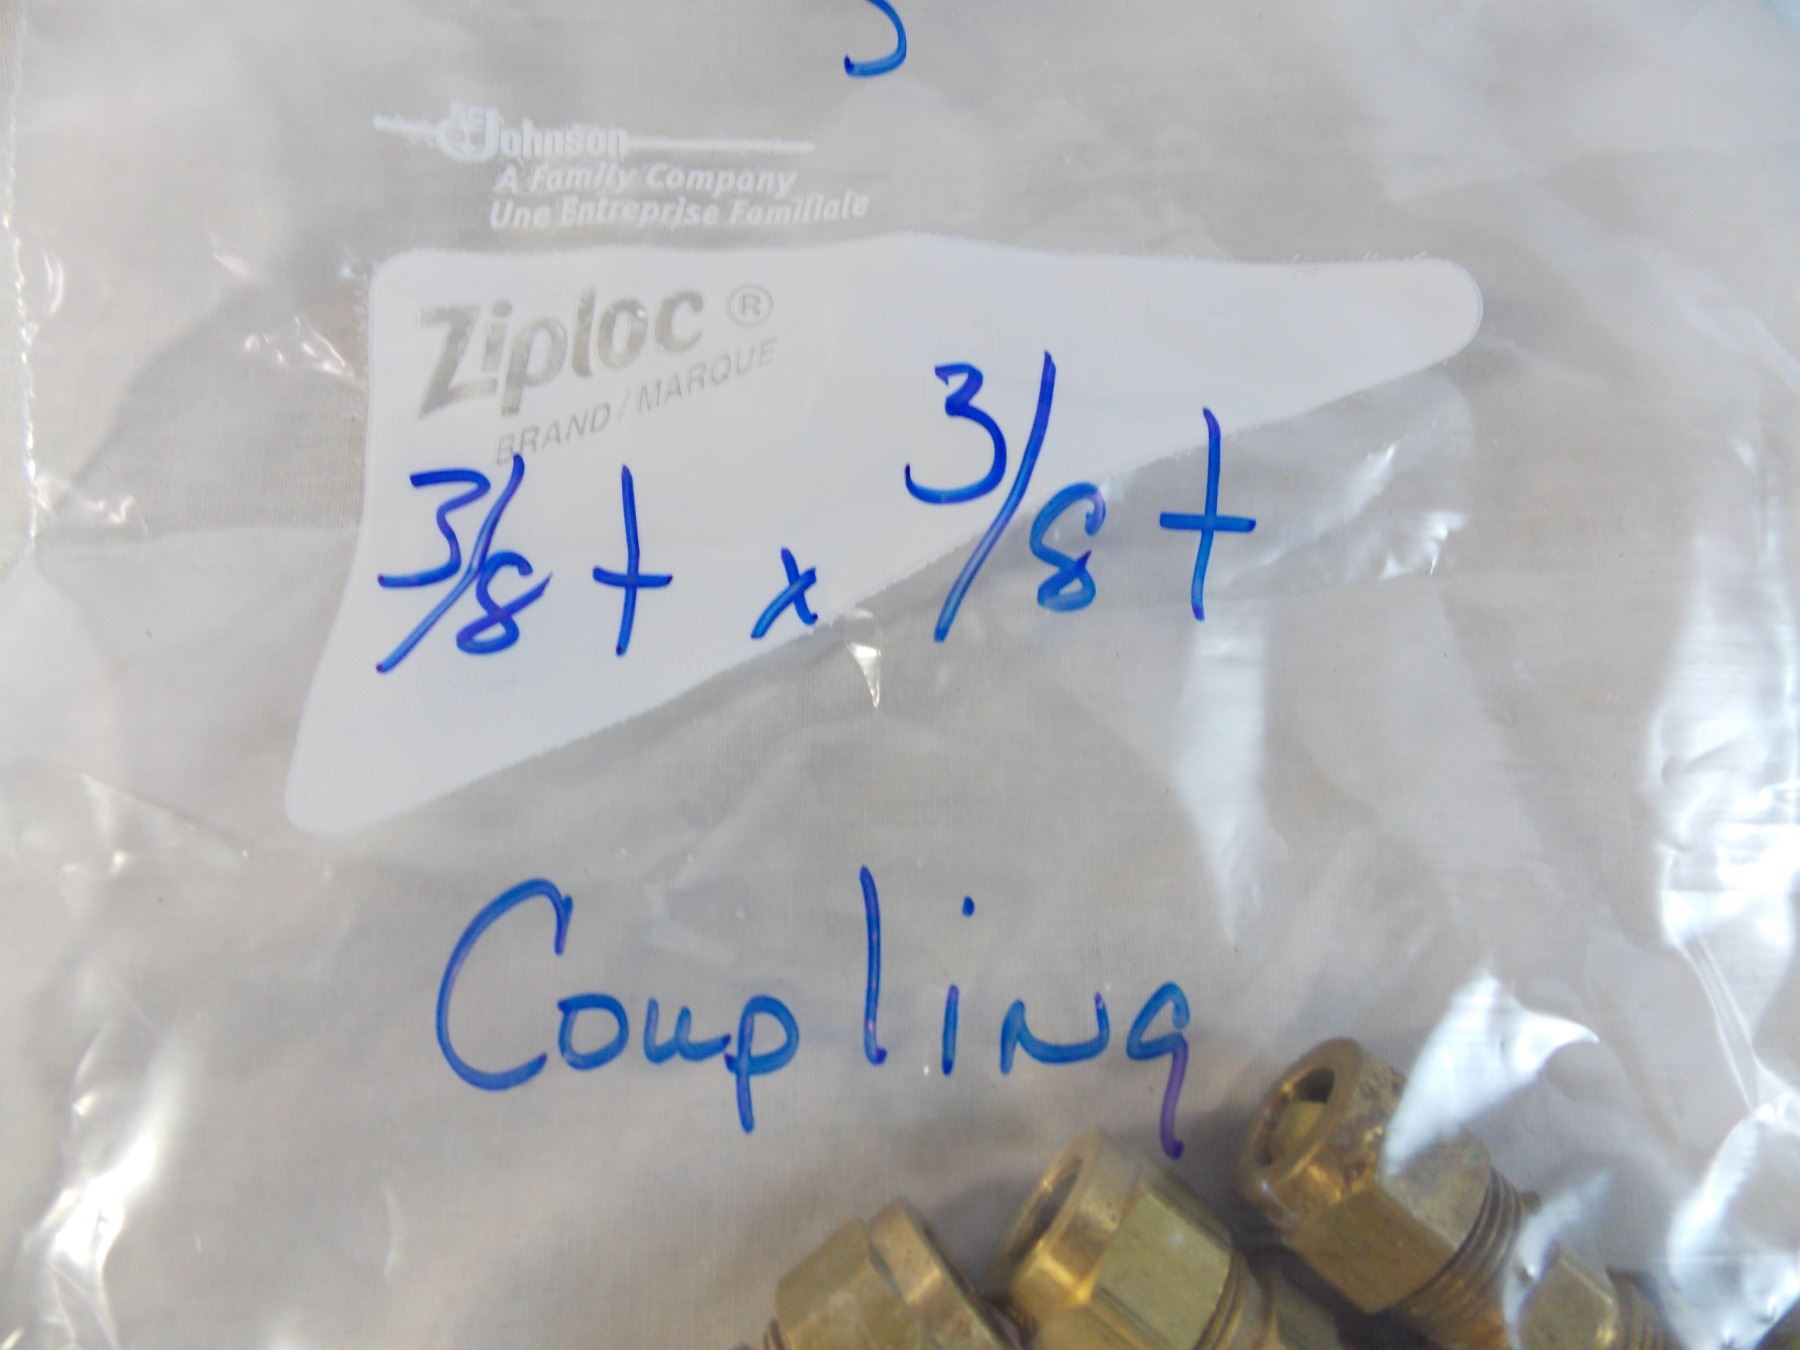 SC Johnson
A Family Company
Une Entreprise Familiale
Ziploc®
BRAND/MARQUE
3/8 t x 3/8 t
Coupling